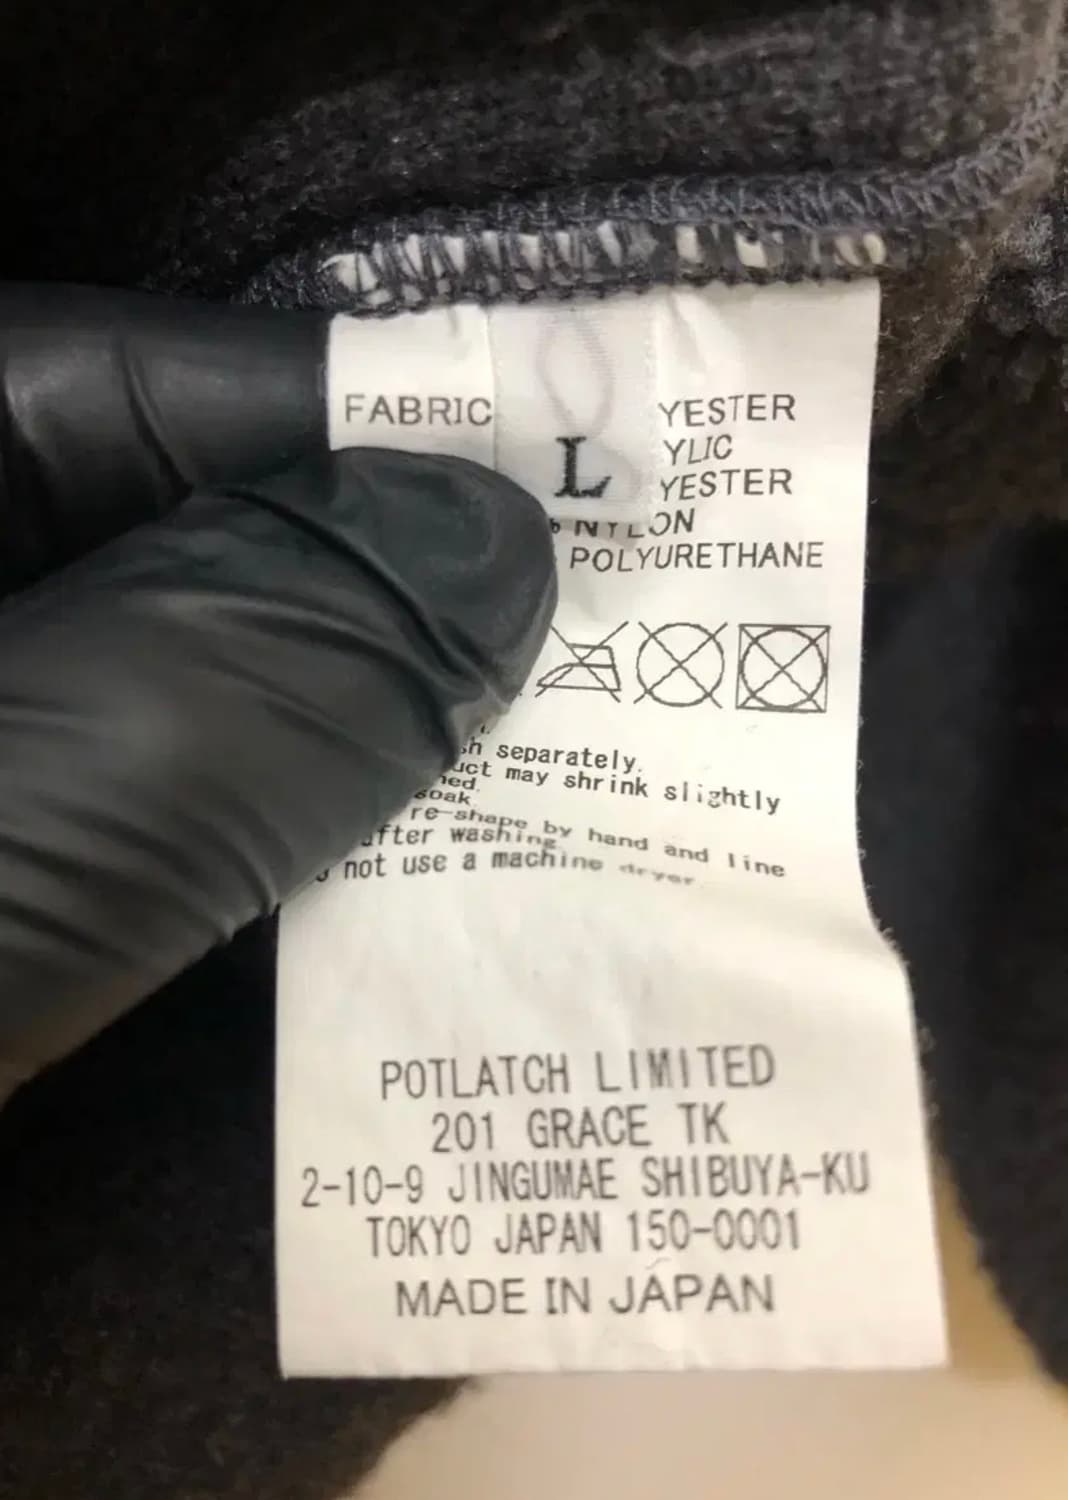 FABRIC
L
YESTER
YLIC
YESTER
NYLON
POLYURETHANE
separately.
may shrink slightly
re-shape by hand and line
after washing.
not use a machine dryer
POTLATCH LIMITED
201 GRACE TK
2-10-9 JINGUMAE SHIBUYA-KU
TOKYO JAPAN 150-0001
MADE IN JAPAN